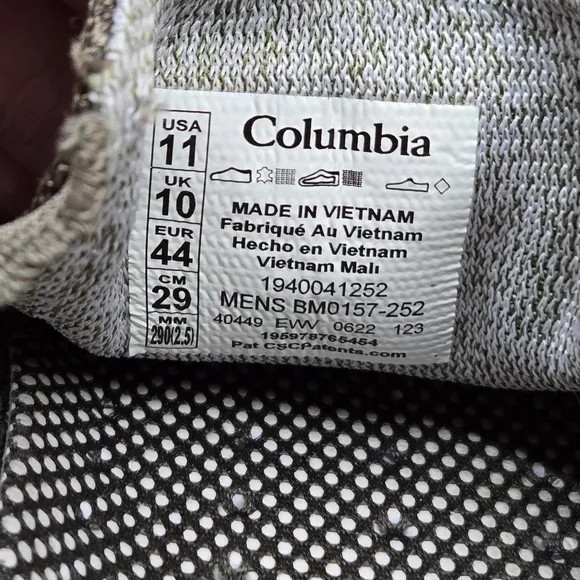 USA
11
UK
10
EUR
44
CM
29
MM
290(2.5)
Columbia
MADE IN VIETNAM
Fabriqué Au Vietnam
Hecho en Vietnam
Vietnam Malı
1940041252
MENS BM0157-252
40449 EVW 0622 123
195978765454
Pat CSCPatents.com